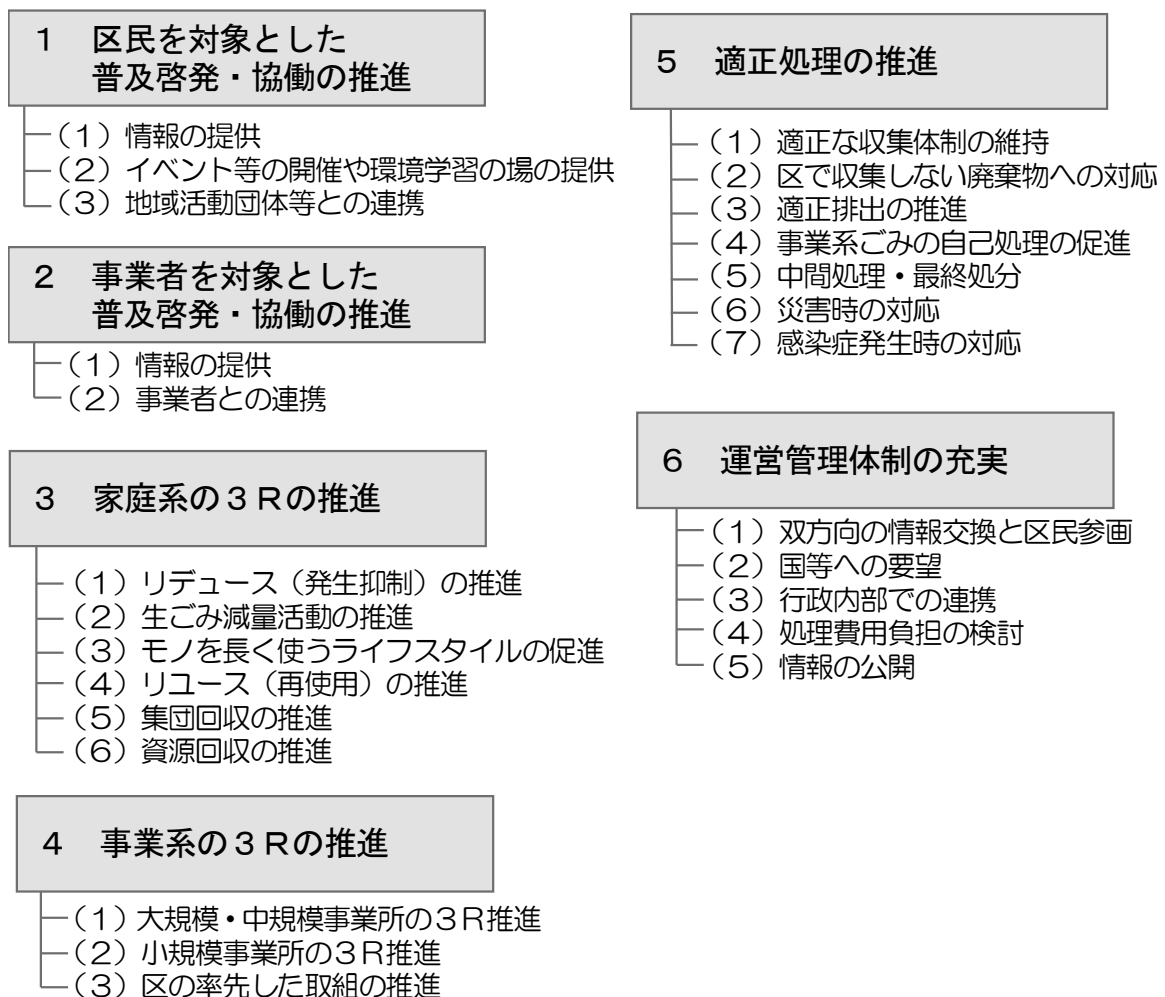 １　区民を対象とした
普及啓発・協働の推進
（１）情報の提供
（２）イベント等の開催や環境学習の場の提供
（３）地域活動団体等との連携
２　事業者を対象とした
普及啓発・協働の推進
（１）情報の提供
（２）事業者との連携
３　家庭系の３Ｒの推進
（１）リデュース（発生抑制）の推進
（２）生ごみ減量活動の推進
（３）モノを長く使うライフスタイルの促進
（４）リユース（再使用）の推進
（５）集団回収の推進
（６）資源回収の推進
４　事業系の３Ｒの推進
（１）大規模・中規模事業所の３Ｒ推進
（２）小規模事業所の３Ｒ推進
（３）区の率先した取組の推進
５　適正処理の推進
（１）適正な収集体制の維持
（２）区で収集しない廃棄物への対応
（３）適正排出の推進
（４）事業系ごみの自己処理の促進
（５）中間処理・最終処分
（６）災害時の対応
（７）感染症発生時の対応
６　運営管理体制の充実
（１）双方向の情報交換と区民参画
（２）国等への要望
（３）行政内部での連携
（４）処理費用負担の検討
（５）情報の公開